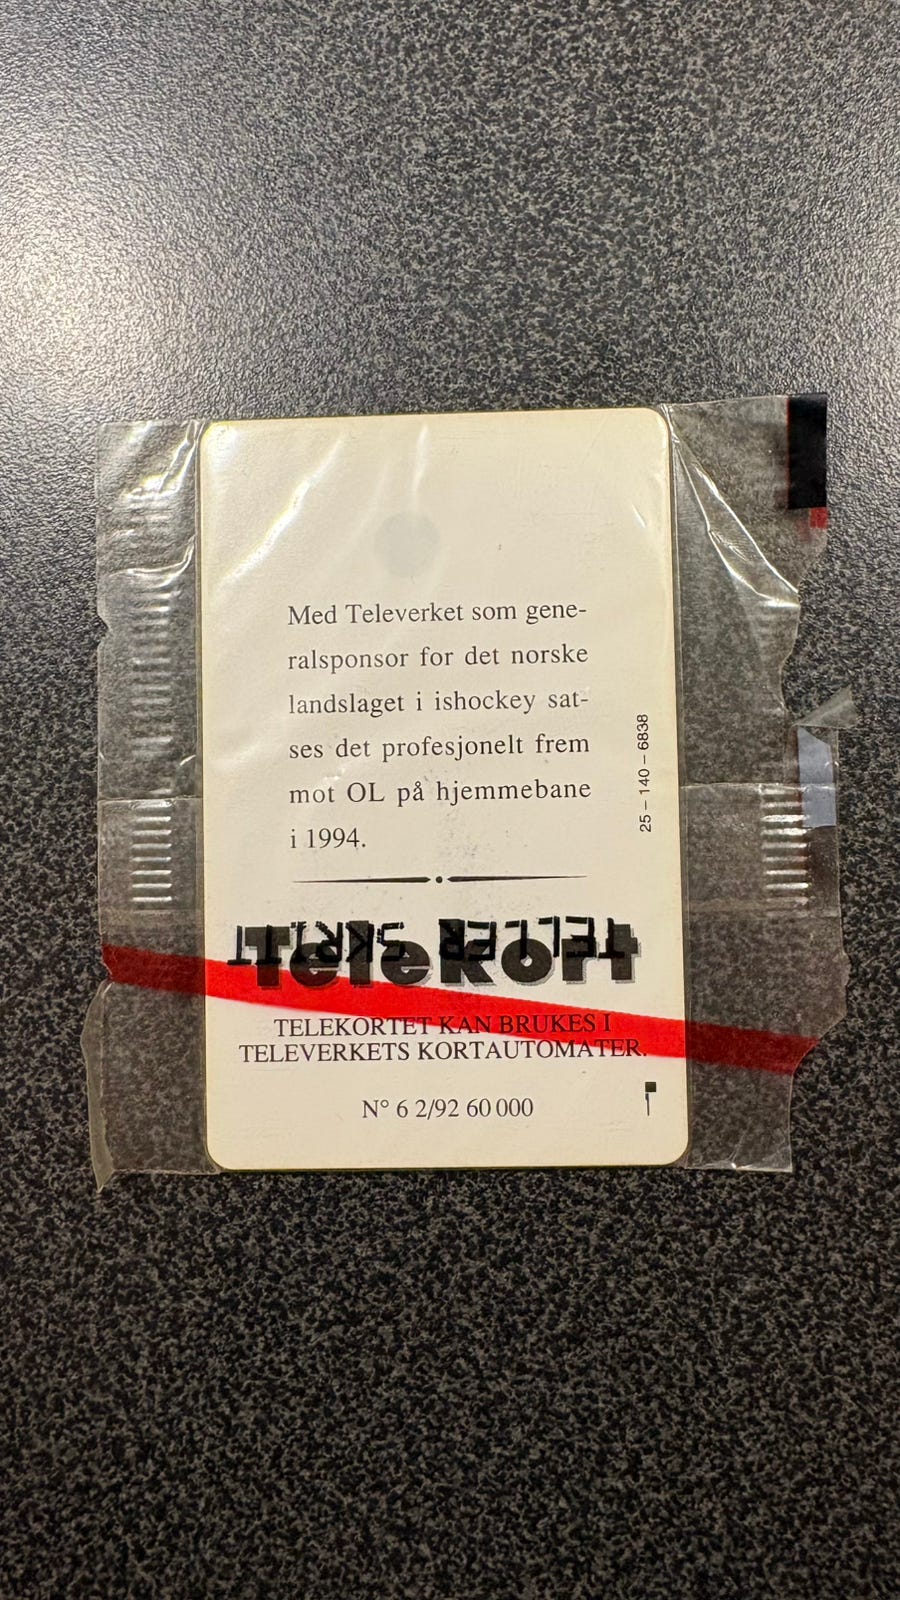 Med Televerket som gene-
ralsponsor for det norske
landslaget i ishockey sat-
ses det profesjonelt frem
mot OL på hjemmebane
i 1994.
25 – 140 – 6838
Telekort
TELLERSKRITT
TELEKORTET KAN BRUKES I
TELEVERKETS KORTAUTOMATER.
N° 6 2/92 60 000